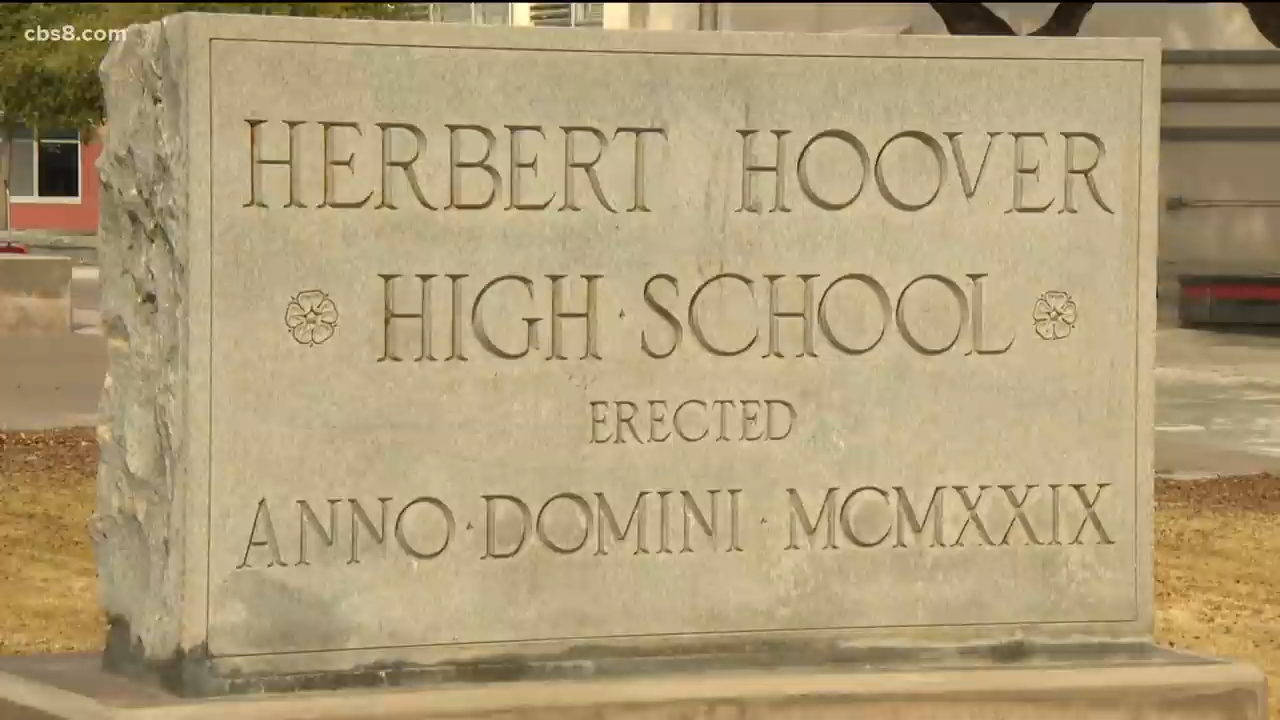 cbs8.com
HERBERT HOOVER
HIGH·SCHOOL
ERECTED
ANNO·DOMINI·MCMXXIX